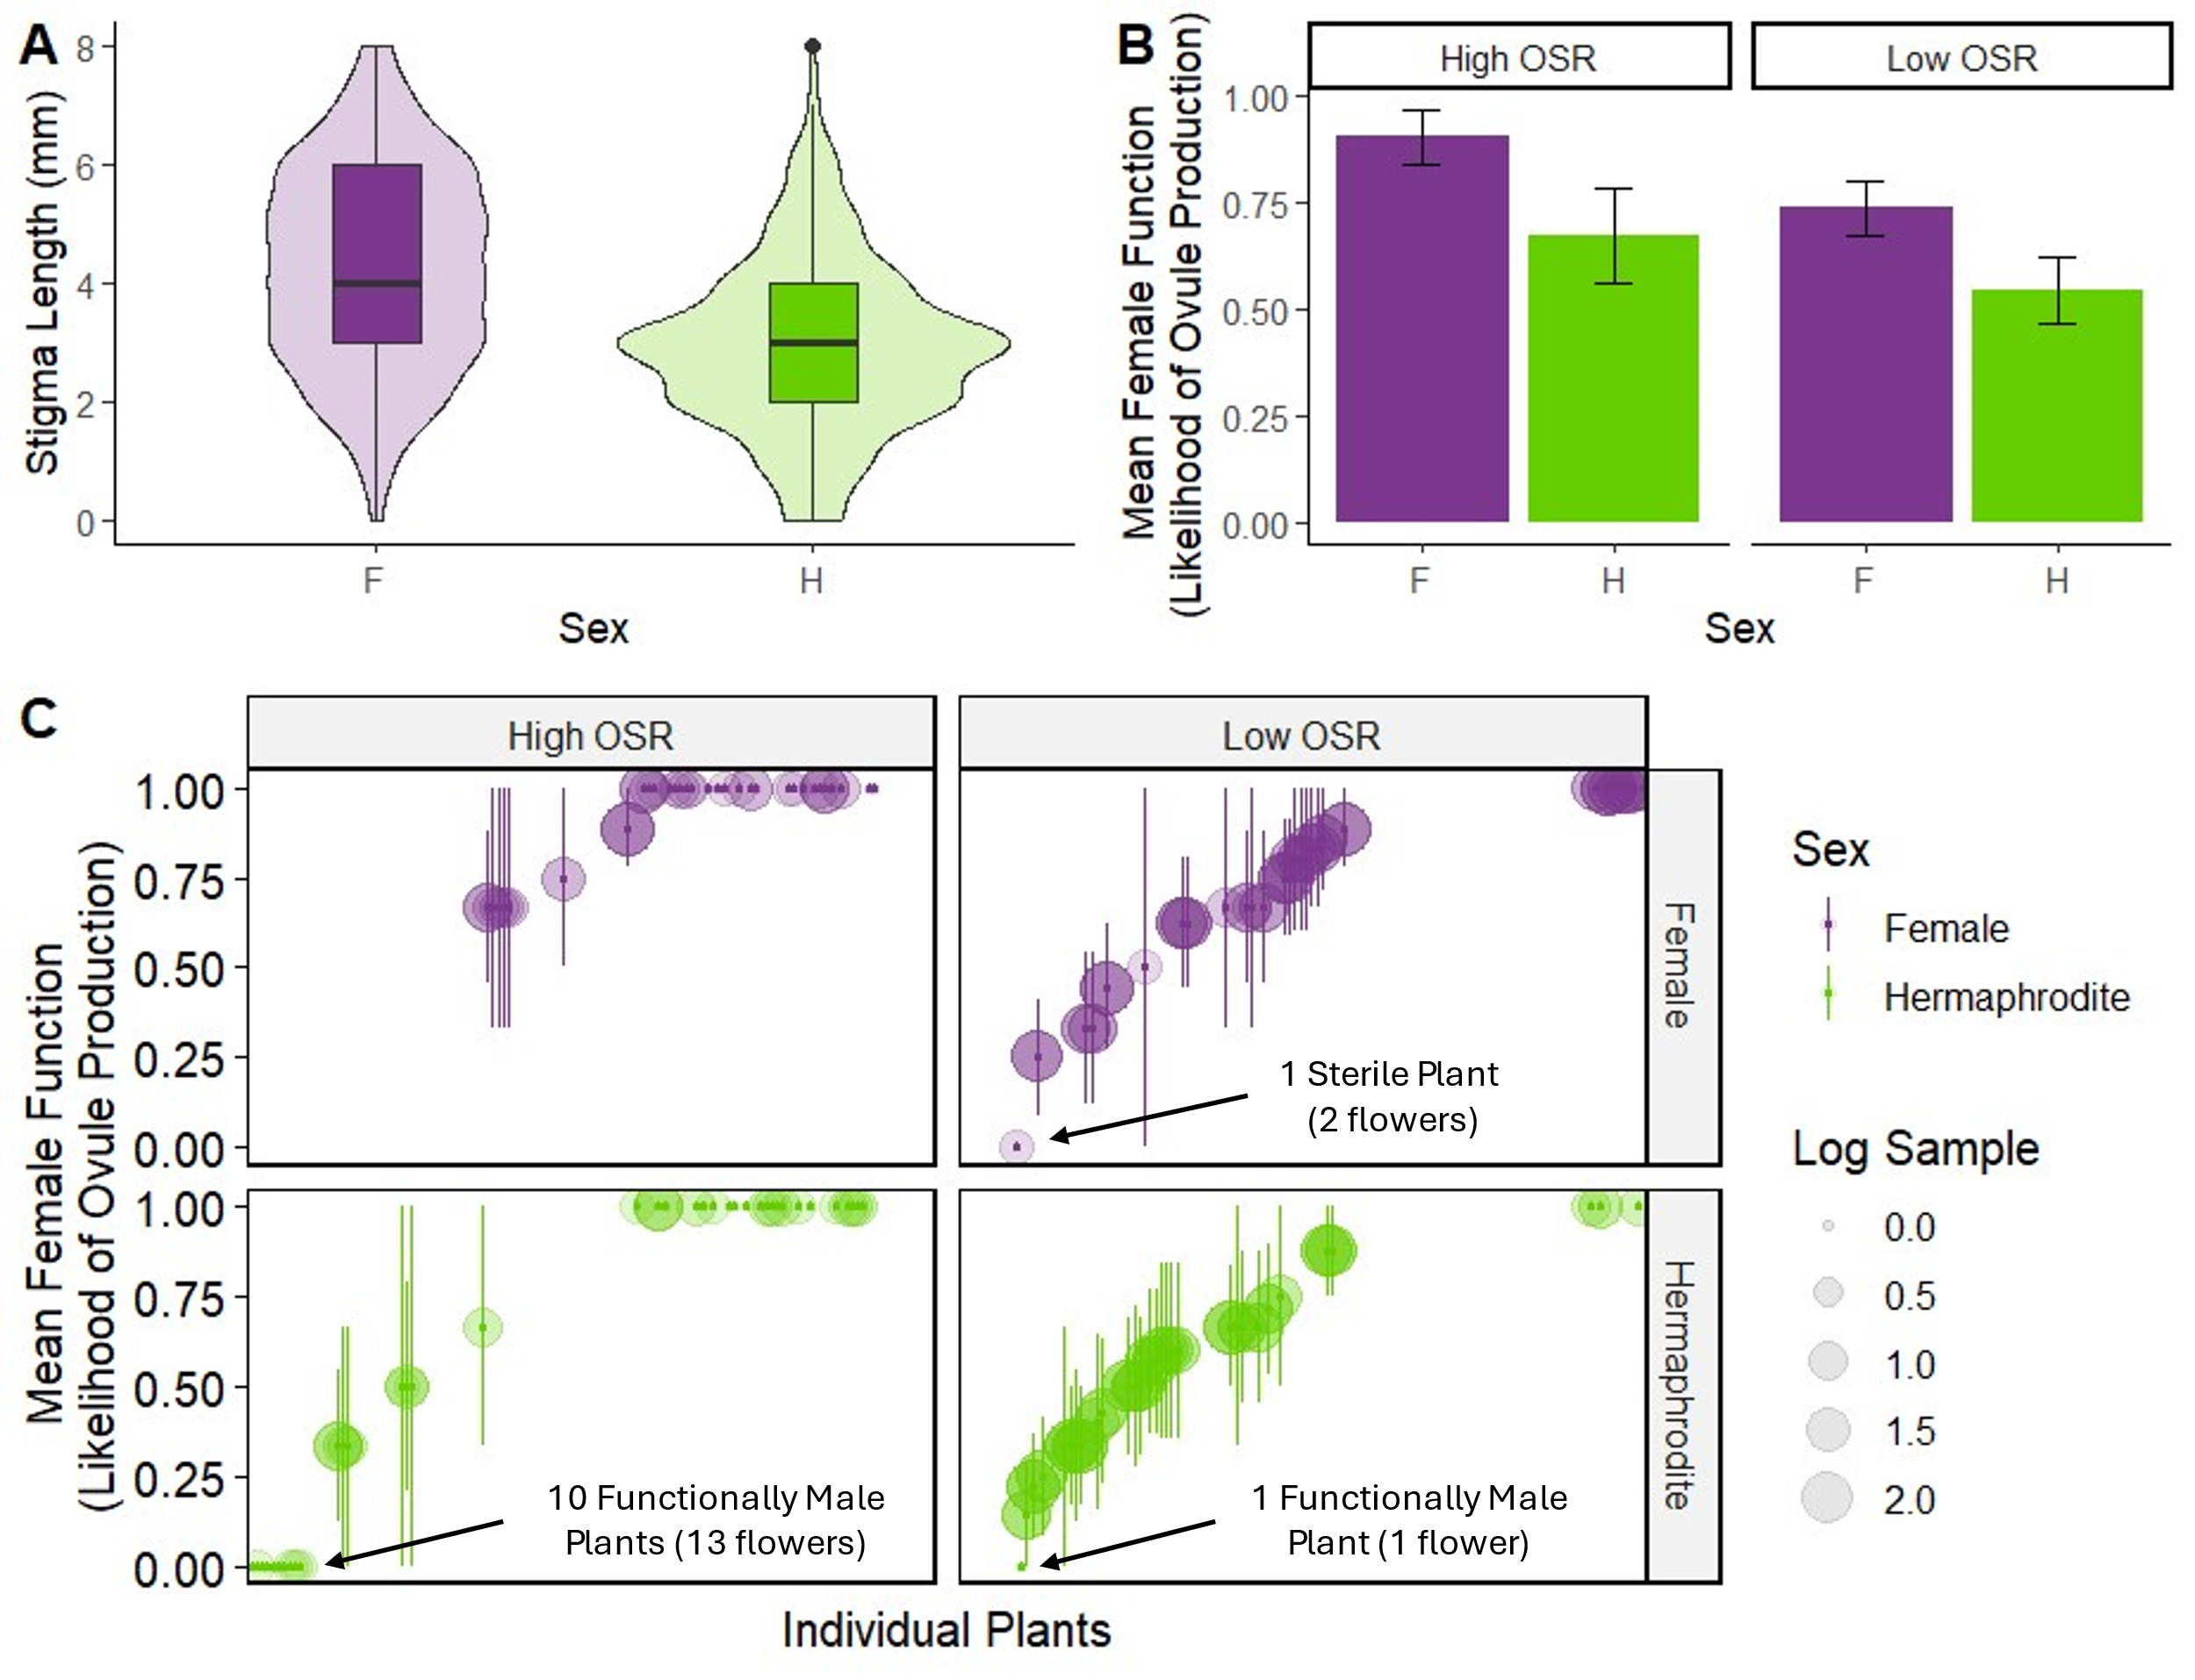 A
Stigma Length (mm)
8
6
4
2
0
F
H
Sex
B
Mean Female Function
(Likelihood of Ovule Production)
High OSR
Low OSR
1.00
0.75
0.50
0.25
0.00
F
H
F
H
Sex
C
Mean Female Function
(Likelihood of Ovule Production)
High OSR
Low OSR
1.00
0.75
0.50
0.25
0.00
1 Sterile Plant
(2 flowers)
Female
1.00
0.75
0.50
0.25
0.00
10 Functionally Male
Plants (13 flowers)
1 Functionally Male
Plant (1 flower)
Hermaphrodite
Individual Plants
Sex
Female
Hermaphrodite
Log Sample
0.0
0.5
1.0
1.5
2.0